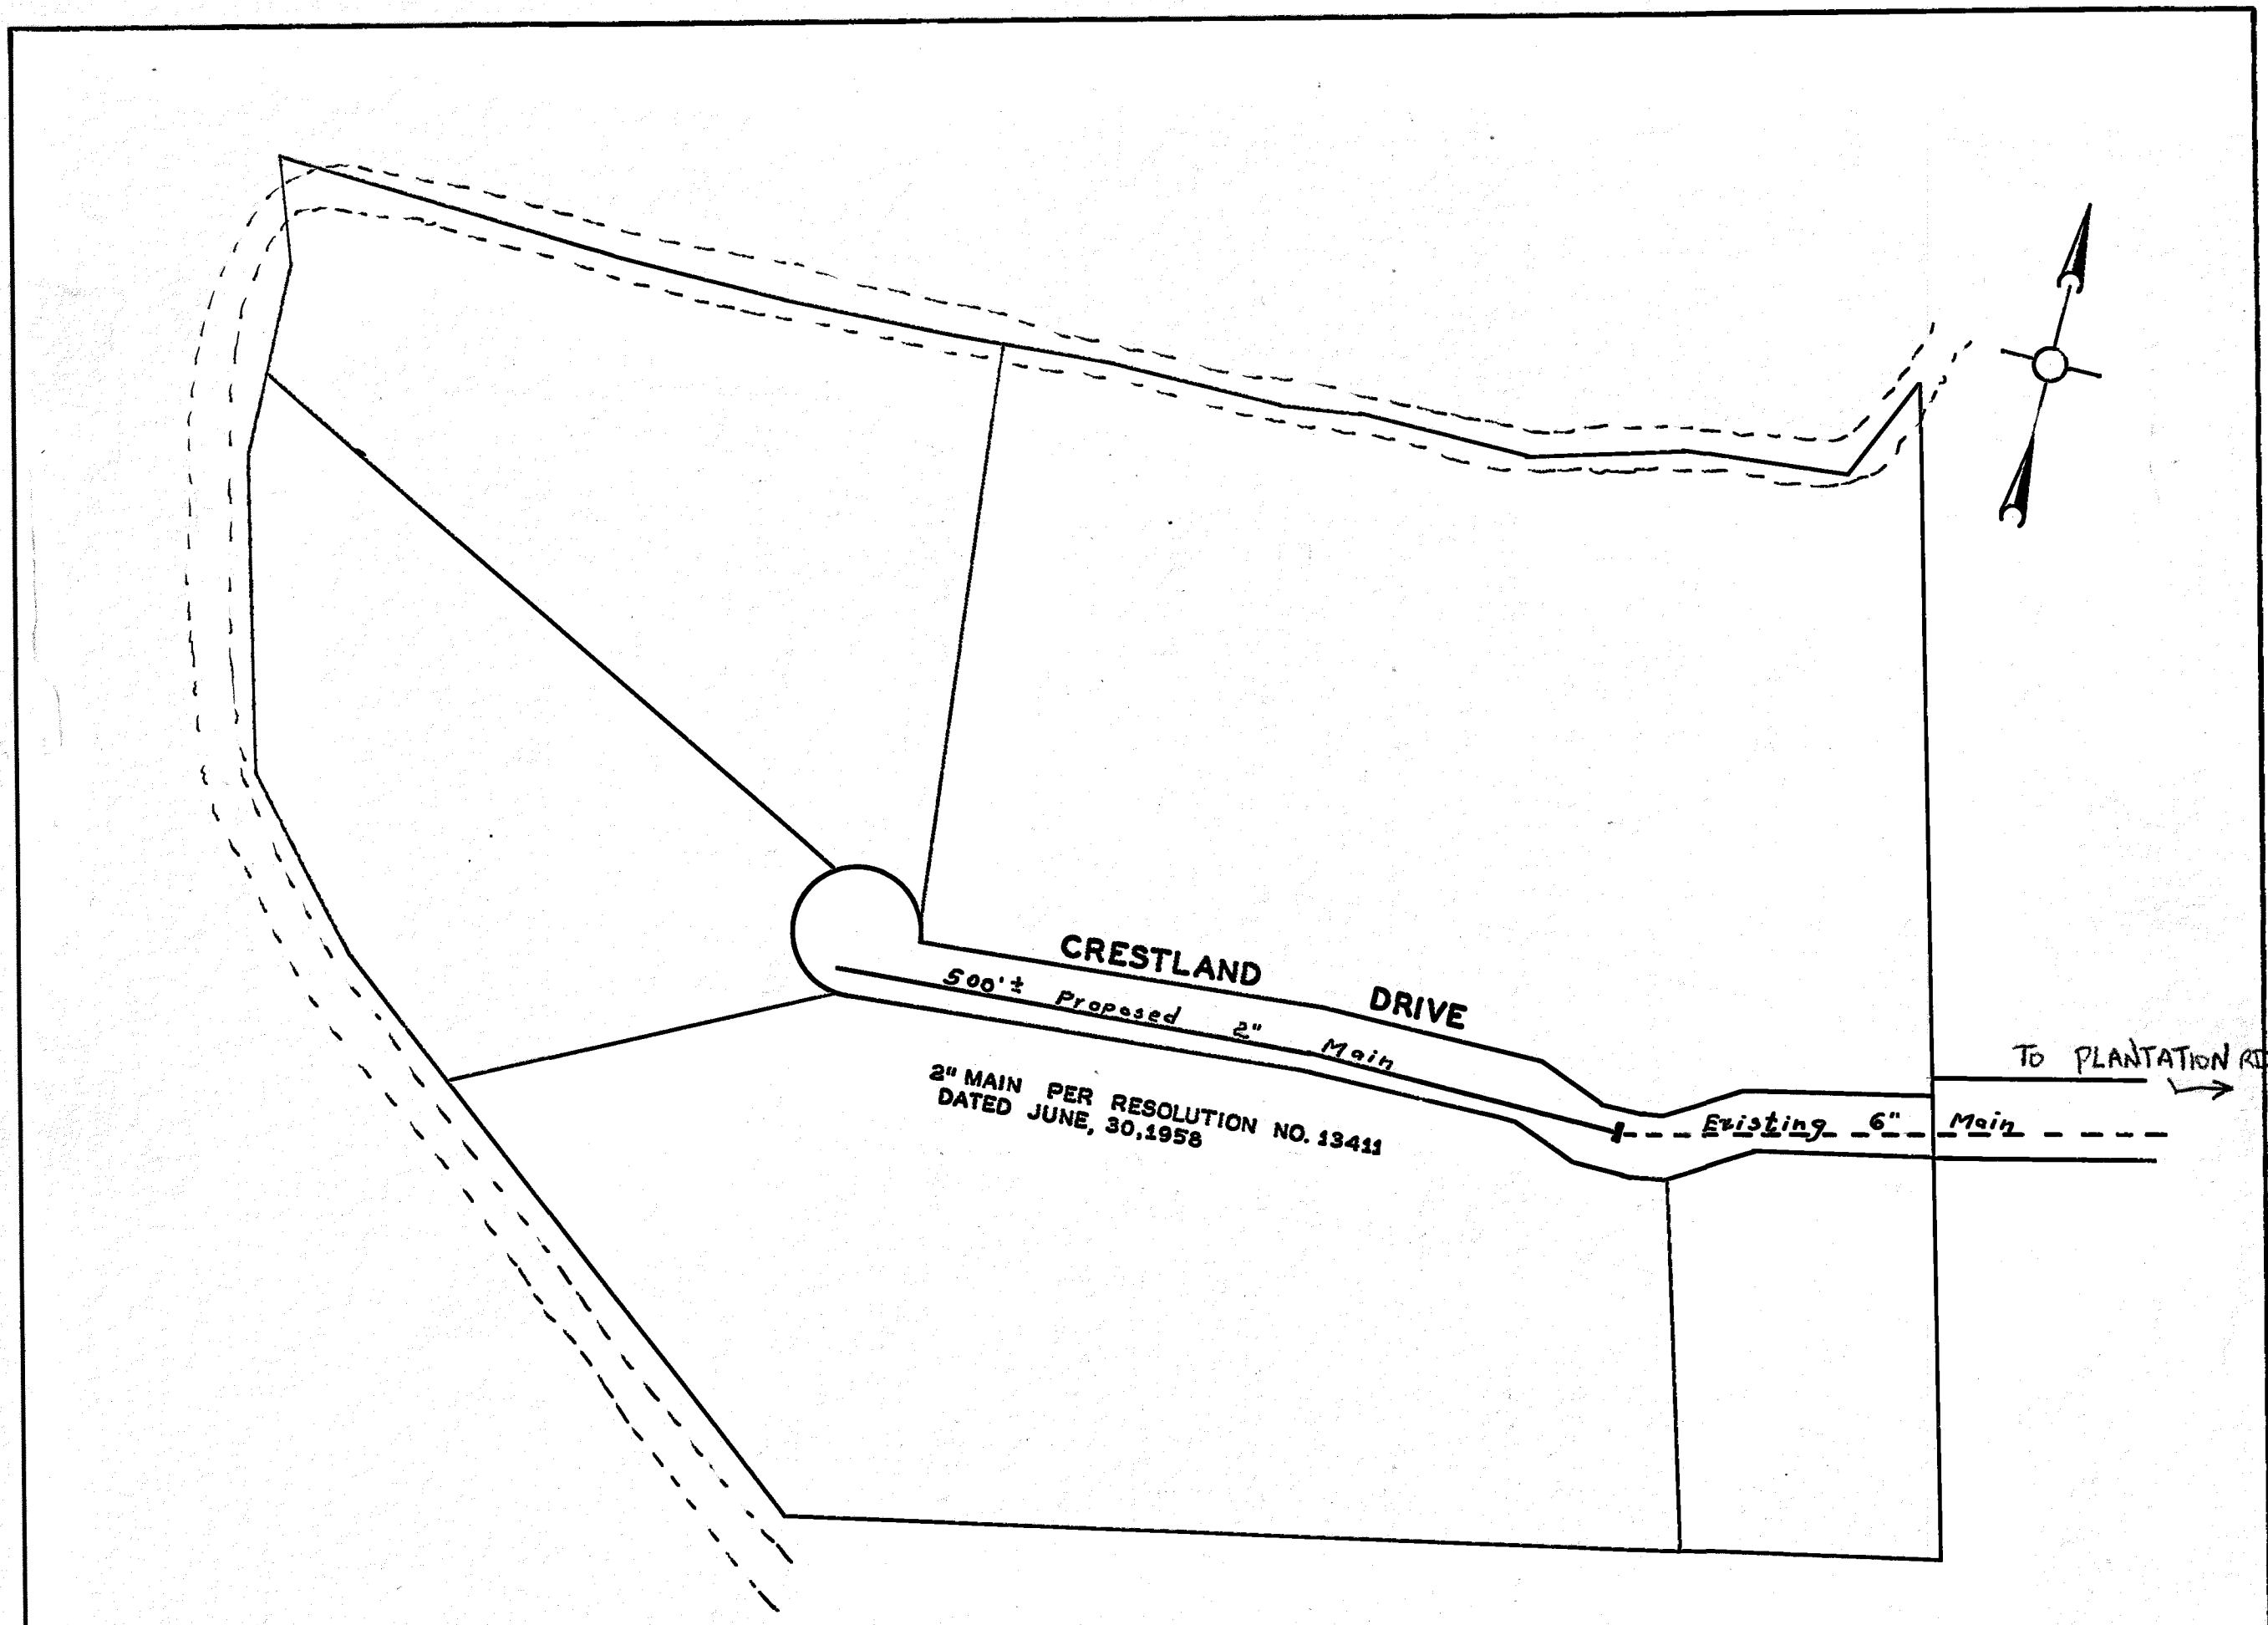 CRESTLAND DRIVE
500'± Proposed 2" Main
2" MAIN PER RESOLUTION NO. 13411
DATED JUNE, 30,1958
TO PLANTATION RD
Existing 6" Main